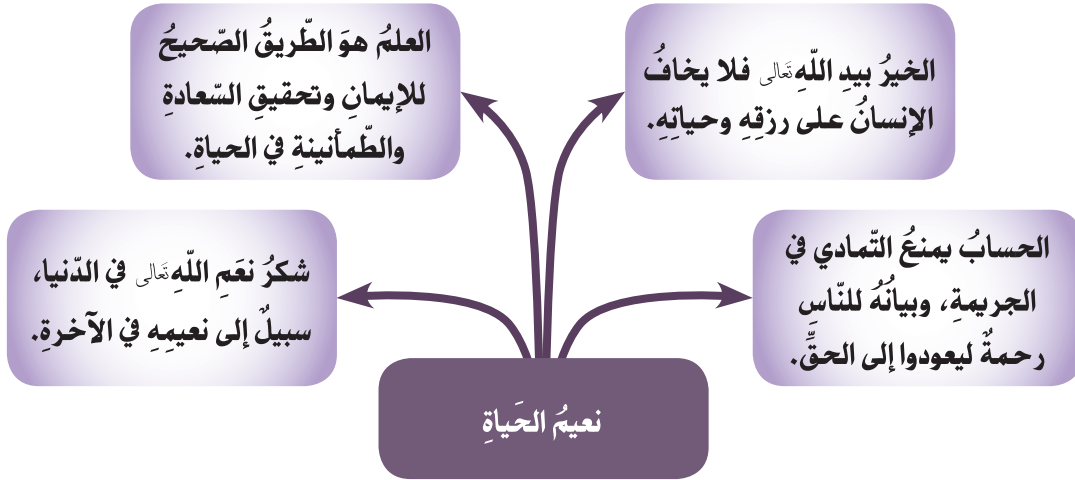 الخيرُ بيدِ اللّهِ تَعَالى فلا يخافُ
الإنسانُ على رزقِهِ وحياتِهِ.
العلمُ هوَ الطّريقُ الصّحيحُ
للإيمانِ وتحقيقِ السّعادةِ
والطّمأنينةِ في الحياةِ.
الحسابُ يمنعُ التّمادي في
الجريمةِ، وبيانُهُ للنّاسِ
رحمةٌ ليعودوا إلى الحقِّ.
شكرُ نعَمِ اللّهِ تَعَالى في الدّنيا،
سبيلٌ إلى نعيمِهِ في الآخرةِ.
نعيمُ الحَياةِ